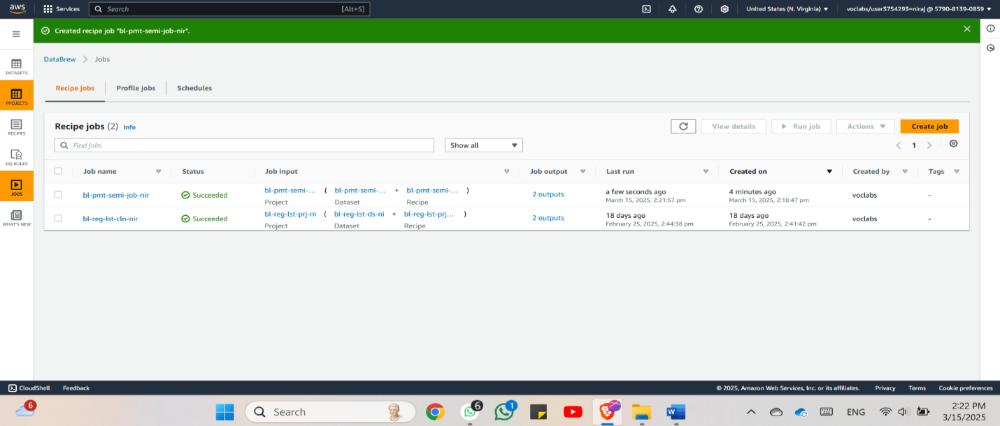 aws Services Search [Alt+S] United States (N. Virginia) voclabs/user3754293=niraj @ 5790-8139-0859
Created recipe job "bl-pmt-semi-job-nir".
DataBrew Jobs
DATASETS
PROJECTS
RECIPES
DQ RULES
JOBS
WHAT'S NEW
Recipe jobs Profile jobs Schedules
Recipe jobs (2) Info View details Run job Actions Create job
Find jobs Show all 1
Job name Status Job input Job output Last run Created on Created by Tags
bl-pmt-semi-job-nir Succeeded bl-pmt-semi-... ( bl-pmt-semi-... + bl-pmt-semi-... ) 2 outputs a few seconds ago 4 minutes ago voclabs -
Project Dataset Recipe March 15, 2025, 2:21:57 pm March 15, 2025, 2:18:47 pm
bl-reg-lst-cln-nir Succeeded bl-reg-lst-prj-ni ( bl-reg-lst-ds-ni + bl-reg-lst-prj... ) 2 outputs 18 days ago 18 days ago voclabs -
Project Dataset Recipe February 25, 2025, 2:44:38 pm February 25, 2025, 2:41:42 pm
CloudShell Feedback © 2025, Amazon Web Services, Inc. or its affiliates. Privacy Terms Cookie preferences
6 Search 6 1 W ENG 2:22 PM
3/15/2025